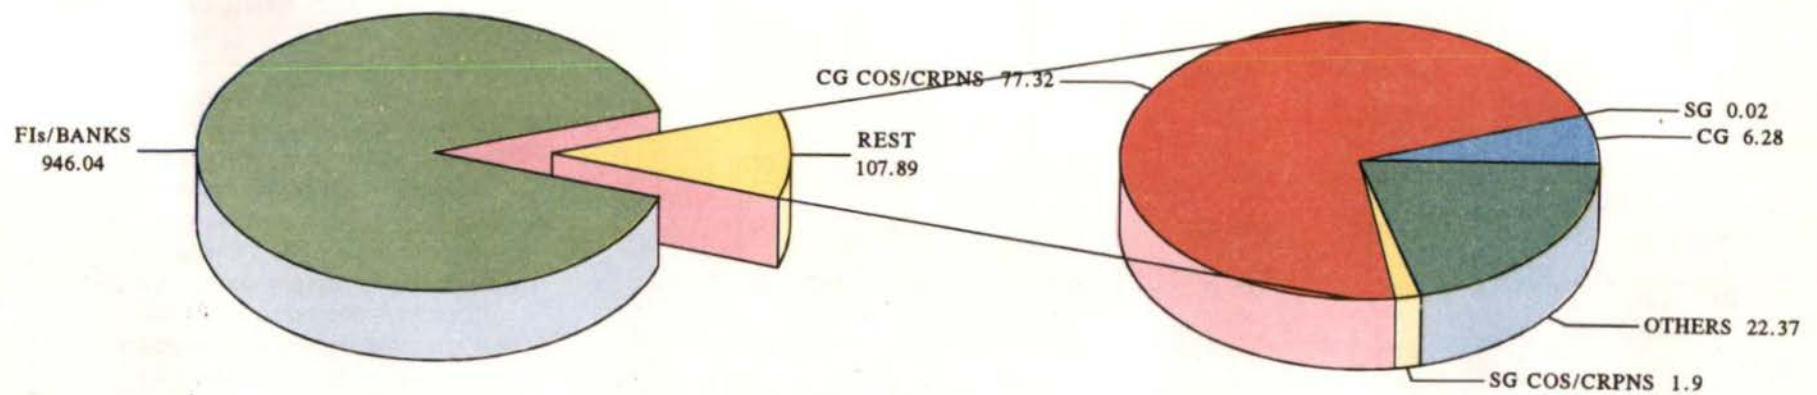 FIs/BANKS
946.04
REST
107.89
CG COS/CRPNS 77.32
SG 0.02
CG 6.28
OTHERS 22.37
SG COS/CRPNS 1.9